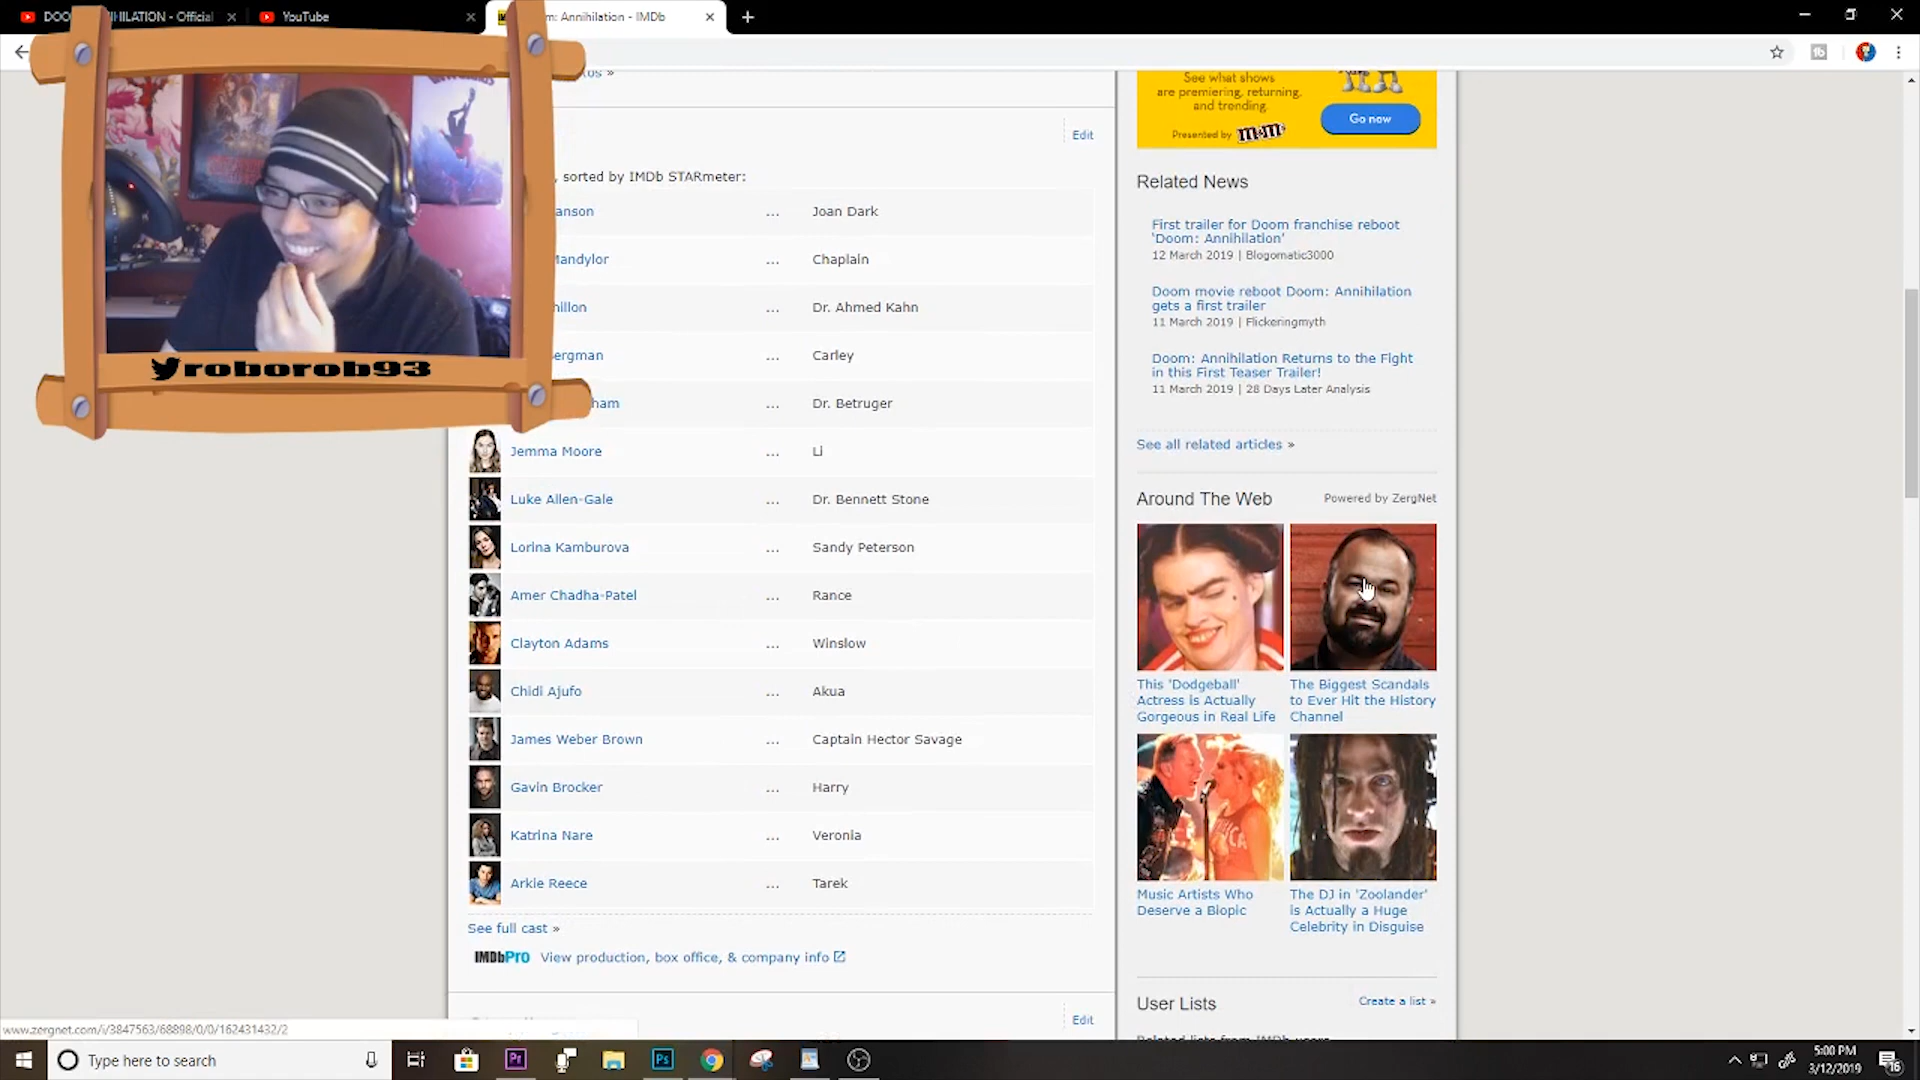 DOO
HILATION - Official
YouTube
m: Annihilation - IMDb
os »
Edit
, sorted by IMDb STARmeter:
anson ... Joan Dark
Mandylor ... Chaplain
hillon ... Dr. Ahmed Kahn
ergman ... Carley
ham ... Dr. Betruger
Jemma Moore ... Li
Luke Allen-Gale ... Dr. Bennett Stone
Lorina Kamburova ... Sandy Peterson
Amer Chadha-Patel ... Rance
Clayton Adams ... Winslow
Chidi Ajufo ... Akua
James Weber Brown ... Captain Hector Savage
Gavin Brocker ... Harry
Katrina Nare ... Veronia
Arkie Reece ... Tarek
See full cast »
IMDbPro View production, box office, & company info
Edit
roborob93
See what shows
are premiering, returning,
and trending.
Presented by m&m's
Go now
Related News
First trailer for Doom franchise reboot
'Doom: Annihilation'
12 March 2019 | Blogomatic3000
Doom movie reboot Doom: Annihilation
gets a first trailer
11 March 2019 | Flickeringmyth
Doom: Annihilation Returns to the Fight
in this First Teaser Trailer!
11 March 2019 | 28 Days Later Analysis
See all related articles »
Around The Web
Powered by ZergNet
This 'Dodgeball'
Actress is Actually
Gorgeous in Real Life
The Biggest Scandals
to Ever Hit the History
Channel
Music Artists Who
Deserve a Biopic
The DJ in 'Zoolander'
is Actually a Huge
Celebrity in Disguise
User Lists
Create a list »
Related lists from IMDb users
www.zergnet.com/i/3847563/68898/0/0/162431432/2
Type here to search
Pr
Ps
5:00 PM
3/12/2019
16